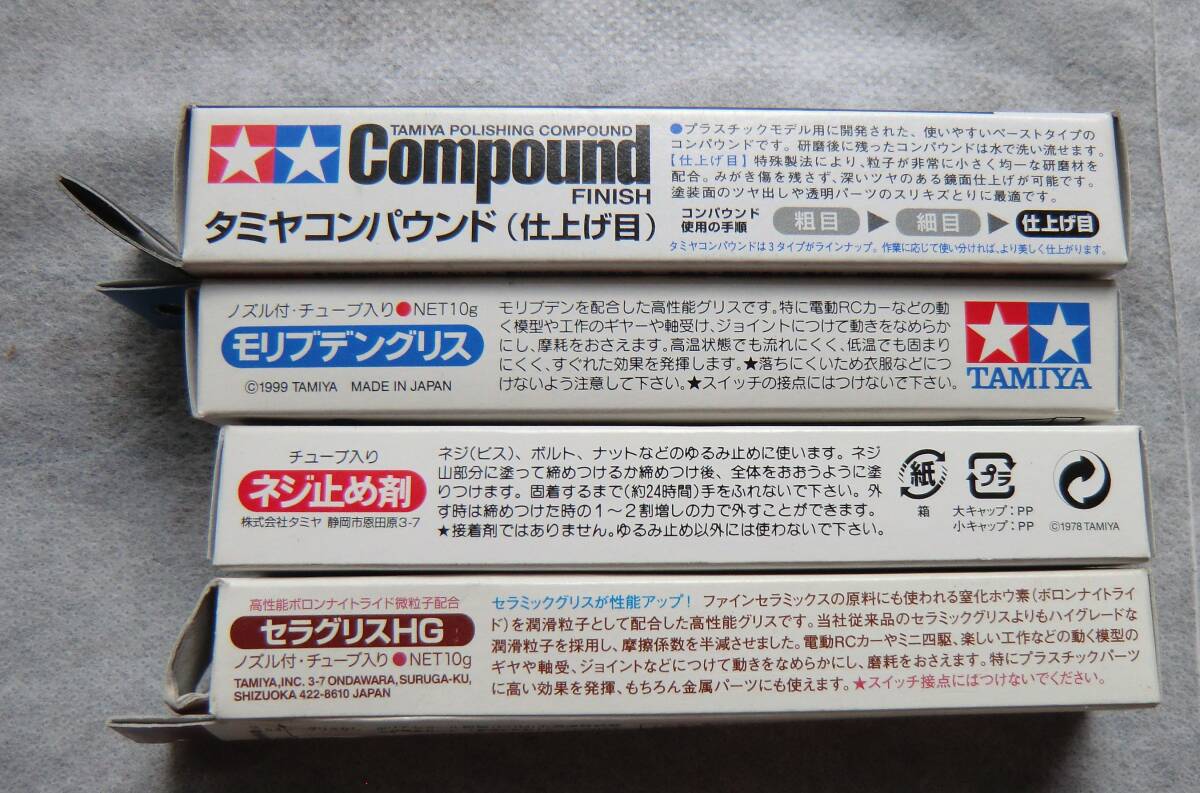 TAMIYA POLISHING COMPOUND
Compound
FINISH
タミヤコンパウンド(仕上げ目)
●プラスチックモデル用に開発された、使いやすいペーストタイプの
コンパウンドです。研磨後に残ったコンパウンドは水で洗い流せます。
【仕上げ目】特殊製法により、粒子が非常に小さく均一な研磨材を
配合。みがき傷を残さず、深いツヤのある鏡面仕上げが可能です。
塗装面のツヤ出しや透明パーツのスリキズとりに最適です。
コンパウンド
使用の手順
粗目 ▶ 細目 ▶ 仕上げ目
タミヤコンパウンドは3タイプがラインナップ。作業に応じて使い分ければ、より美しく仕上がります。
ノズル付・チューブ入り●NET10g
モリブデングリス
©1999 TAMIYA MADE IN JAPAN
モリブデンを配合した高性能グリスです。特に電動RCカーなどの動
く模型や工作のギヤーや軸受け、ジョイントにつけて動きをなめらか
にし、摩耗をおさえます。高温状態でも流れにくく、低温でも固まり
にくく、すぐれた効果を発揮します。★落ちにくいため衣服などにつ
けないよう注意して下さい。★スイッチの接点にはつけないで下さい。
TAMIYA
チューブ入り
ネジ止め剤
株式会社タミヤ 静岡市恩田原3-7
ネジ(ビス)、ボルト、ナットなどのゆるみ止めに使います。ネジ
山部分に塗って締めつけるか締めつけ後、全体をおおうように塗
りつけます。固着するまで(約24時間)手をふれないで下さい。外
す時は締めつけた時の1〜2割増しの力で外すことができます。
★接着剤ではありません。ゆるみ止め以外には使わないで下さい。
紙
箱
プラ
大キャップ:PP
小キャップ:PP
©1978 TAMIYA
高性能ボロンナイトライド微粒子配合
セラグリスHG
ノズル付・チューブ入り●NET10g
TAMIYA,INC. 3-7 ONDAWARA,SURUGA-KU,
SHIZUOKA 422-8610 JAPAN
セラミックグリスが性能アップ! ファインセラミックスの原料にも使われる窒化ホウ素(ボロンナイトライ
ド)を潤滑粒子として配合した高性能グリスです。当社従来品のセラミックグリスよりもハイグレードな
潤滑粒子を採用し、摩擦係数を半減させました。電動RCカーやミニ四駆、楽しい工作などの動く模型の
ギヤや軸受、ジョイントなどにつけて動きをなめらかにし、磨耗をおさえます。特にプラスチックパーツ
に高い効果を発揮、もちろん金属パーツにも使えます。★スイッチ接点にはつけないでください。